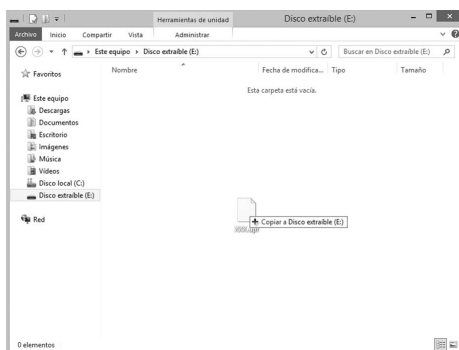 Herramientas de unidad
Disco extraíble (E:)
Archivo Inicio Compartir Vista Administrar
Este equipo Disco extraíble (E:)
Buscar en Disco extraíble (E:)
Nombre Fecha de modifica... Tipo Tamaño
Esta carpeta está vacía.
Favoritos
Este equipo
Descargas
Documentos
Escritorio
Imágenes
Música
Vídeos
Disco local (C:)
Disco extraíble (E:)
Red
Copiar a Disco extraíble (E:)
0 elementos